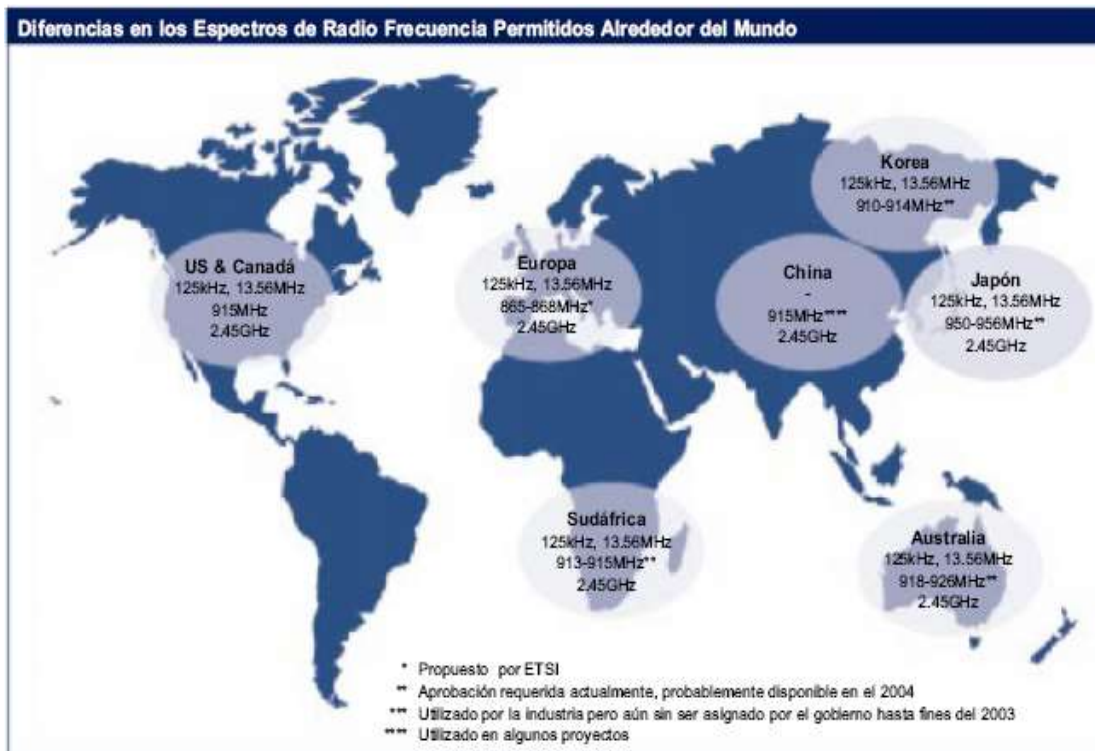 Diferencias en los Espectros de Radio Frecuencia Permitidos Alrededor del Mundo
Korea
125kHz, 13.56MHz
910-914MHz**
US & Canadá
125kHz, 13.56MHz
915MHz
2.45GHz
Europa
125kHz, 13.56MHz
865-868MHz*
2.45GHz
China
-
915MHz****
2.45GHz
Japón
125kHz, 13.56MHz
950-956MHz**
2.45GHz
Sudáfrica
125kHz, 13.56MHz
913-915MHz**
2.45GHz
Australia
125kHz, 13.56MHz
918-926MHz**
2.45GHz
* Propuesto por ETSI
** Aprobación requerida actualmente, probablemente disponible en el 2004
*** Utilizado por la industria pero aún sin ser asignado por el gobierno hasta fines del 2003
**** Utilizado en algunos proyectos